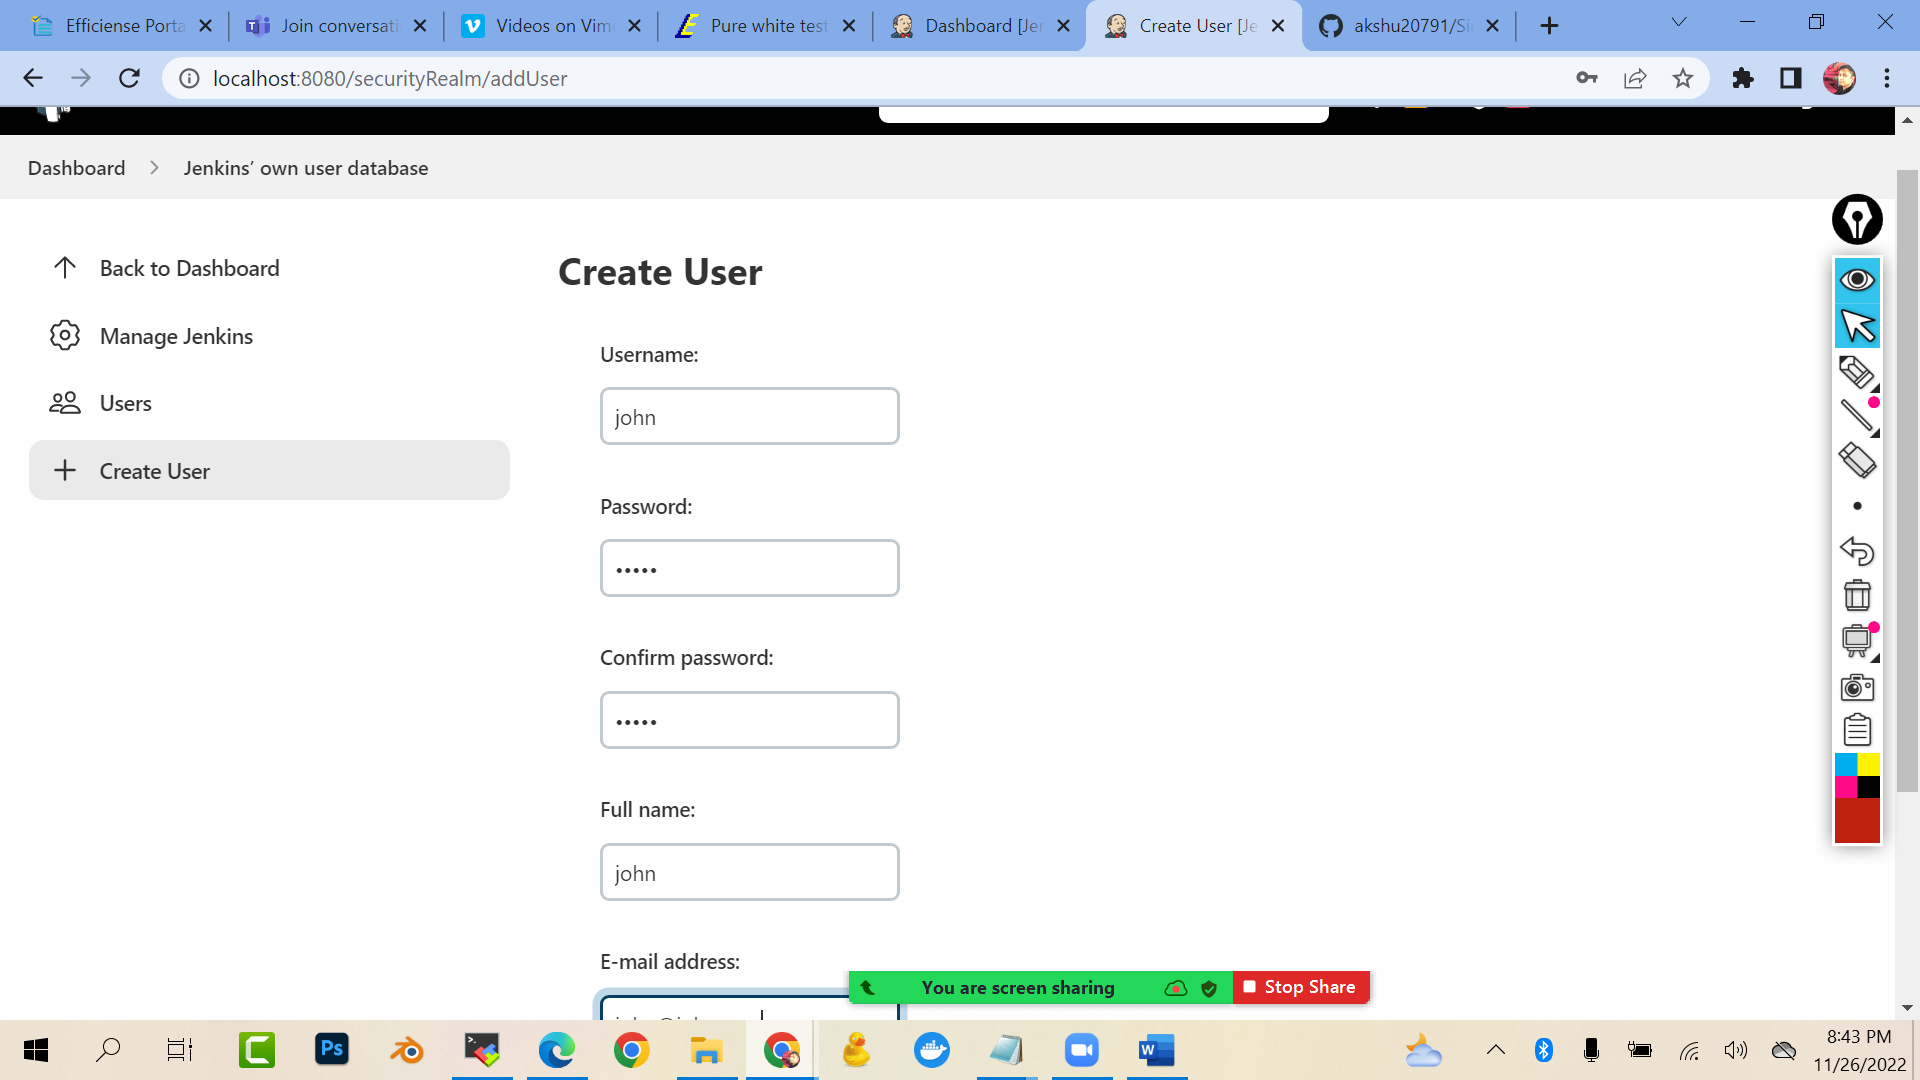 Efficiense Porta
Join conversati
Videos on Vim
Pure white test
Dashboard [Jen
Create User [Je
akshu20791/Si
localhost:8080/securityRealm/addUser
Dashboard
Jenkins’ own user database
Back to Dashboard
Manage Jenkins
Users
Create User
Create User
Username:
john
Password:
•••••
Confirm password:
•••••
Full name:
john
E-mail address:
You are screen sharing
Stop Share
Ps
W
8:43 PM
11/26/2022